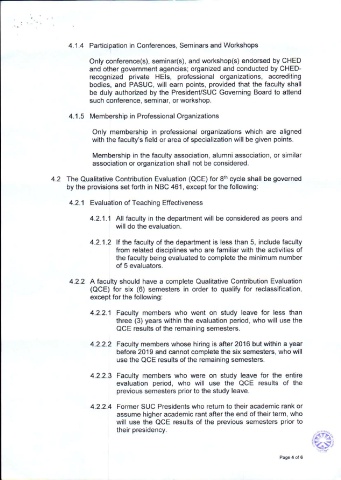 4.1.4 Participation in Conferences, Seminars and Workshops
Only conference(s), seminar(s), and workshop(s) endorsed by CHED
and other government agencies; organized and conducted by CHED-
recognized private HEIs, professional organizations, accrediting
bodies, and PASUC, will earn points, provided that the faculty shall
be duly authorized by the President/SUC Governing Board to attend
such conference, seminar, or workshop.
4.1.5 Membership in Professional Organizations
Only membership in professional organizations which are aligned
with the faculty's field or area of specialization will be given points.
Membership in the faculty association, alumni association, or similar
association or organization shall not be considered.
4.2 The Qualitative Contribution Evaluation (QCE) for 8th cycle shall be governed
by the provisions set forth in NBC 461, except for the following:
4.2.1 Evaluation of Teaching Effectiveness
4.2.1.1 All faculty in the department will be considered as peers and
will do the evaluation.
4.2.1.2 If the faculty of the department is less than 5, include faculty
from related disciplines who are familiar with the activities of
the faculty being evaluated to complete the minimum number
of 5 evaluators.
4.2.2 A faculty should have a complete Qualitative Contribution Evaluation
(QCE) for six (6) semesters in order to qualify for reclassification,
except for the following:
4.2.2.1 Faculty members who went on study leave for less than
three (3) years within the evaluation period, who will use the
QCE results of the remaining semesters.
4.2.2.2 Faculty members whose hiring is after 2016 but within a year
before 2019 and cannot complete the six semesters, who will
use the QCE results of the remaining semesters.
4.2.2.3 Faculty members who were on study leave for the entire
evaluation period, who will use the QCE results of the
previous semesters prior to the study leave.
4.2.2.4 Former SUC Presidents who return to their academic rank or
assume higher academic rank after the end of their term, who
will use the QCE results of the previous semesters prior to
their presidency.
Page 4 of 6